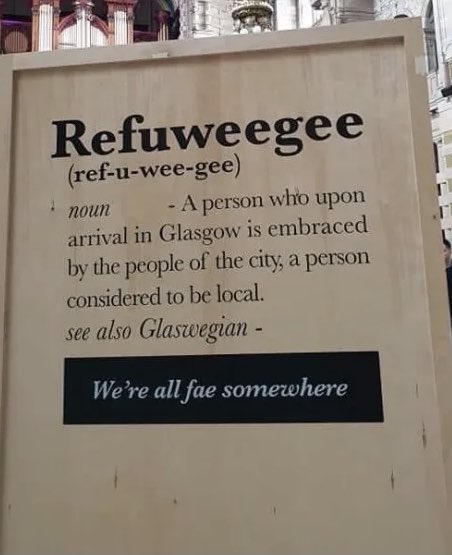 Refuweegee
(ref-u-wee-gee)
noun - A person who upon
arrival in Glasgow is embraced
by the people of the city, a person
considered to be local.
see also Glaswegian -
We're all fae somewhere